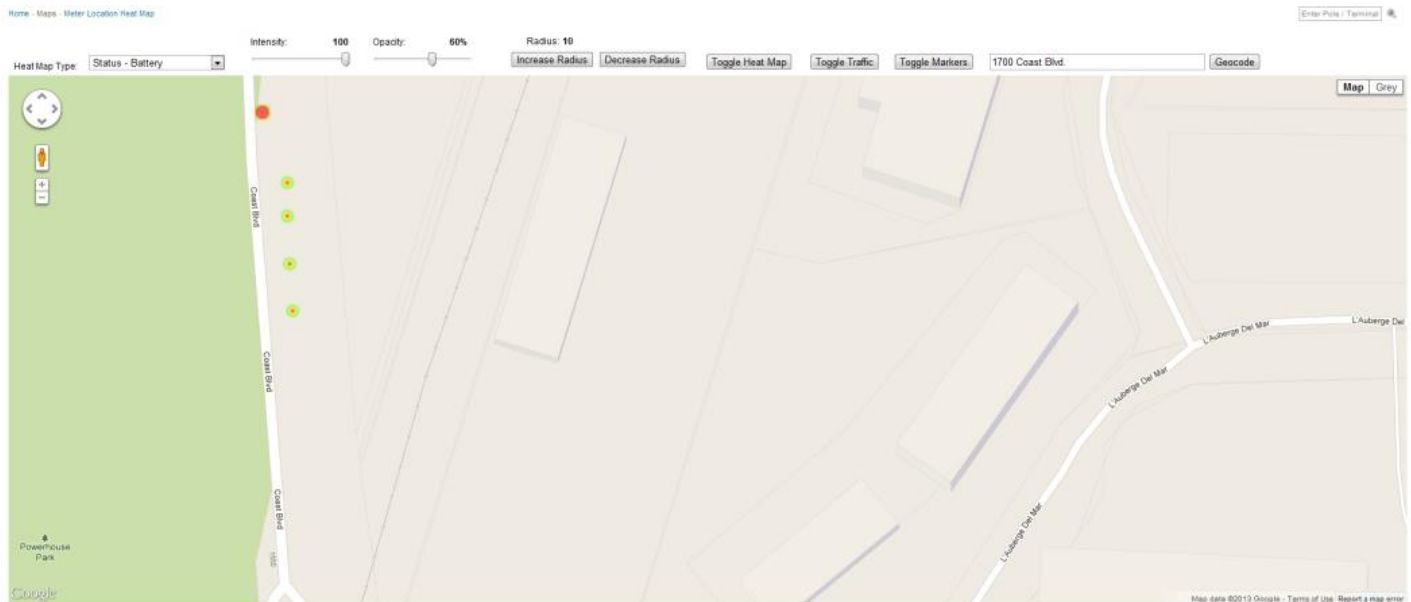 Home - Maps - Meter Location Heat Map
Enter Pole / Terminal
Heat Map Type: Status - Battery
Intensity: 100
Opacity: 60%
Radius: 10
Increase Radius Decrease Radius
Toggle Heat Map Toggle Traffic Toggle Markers
1700 Coast Blvd. Geocode
Map Grey
Coast Blvd
Coast Blvd
Coast Blvd
Powerhouse
Park
L'Auberge Del Mar
L'Auberge Del
L'Auberge Del Mar
L'Auberge Del Mar
Google
Map data ©2013 Google - Terms of Use Report a map error